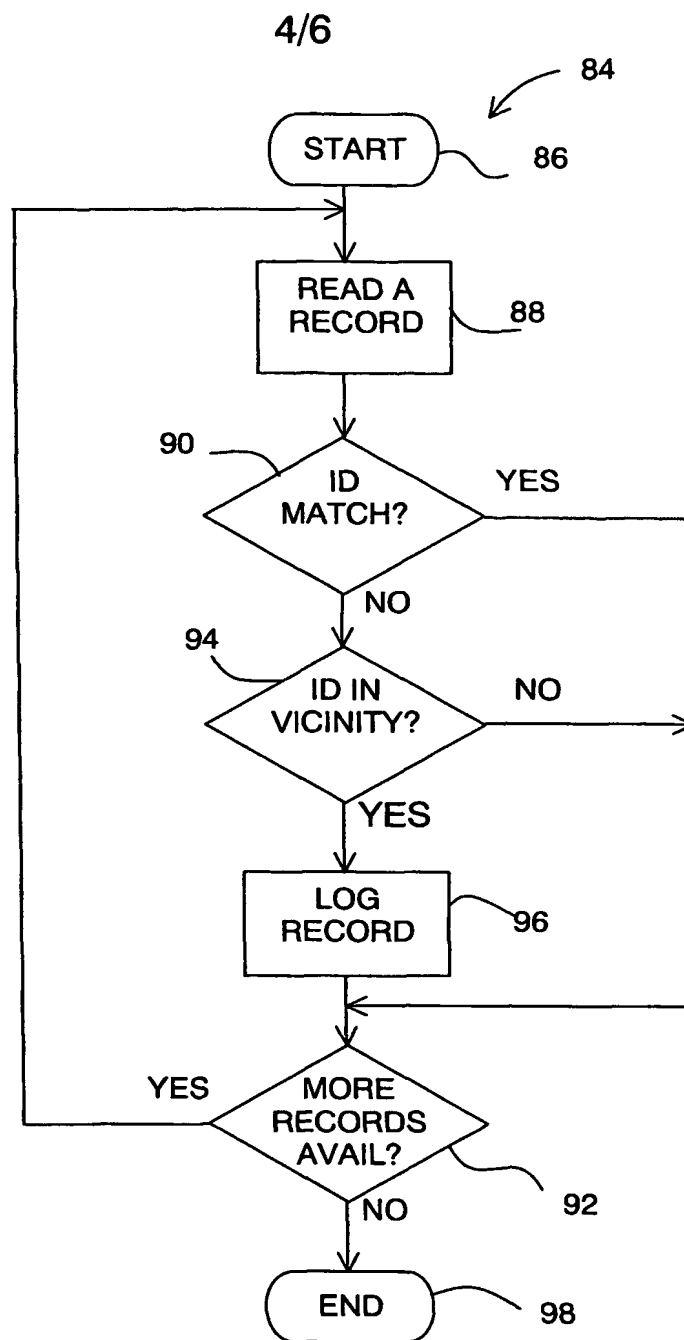 4/6
84
START
86
READ A
RECORD
88
90
ID
MATCH?
YES
NO
94
ID IN
VICINITY?
NO
YES
LOG
RECORD
96
YES
MORE
RECORDS
AVAIL?
92
NO
END
98